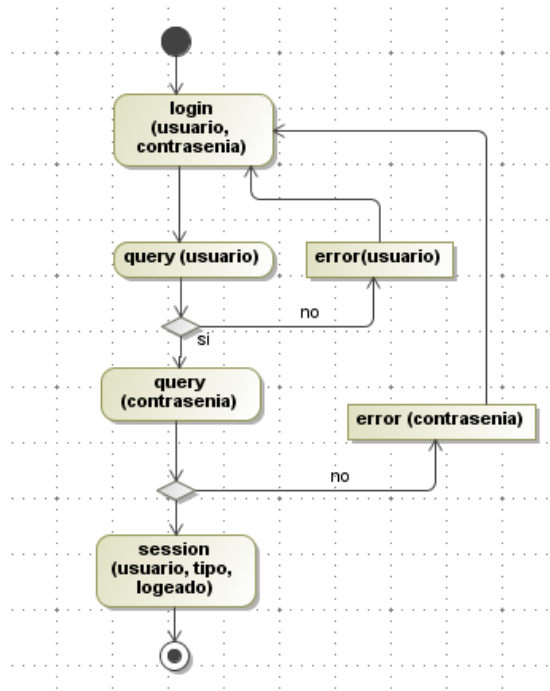 login
(usuario,
contrasenia)
query (usuario)
error(usuario)
no
si
query
(contrasenia)
error (contrasenia)
no
session
(usuario, tipo,
logeado)